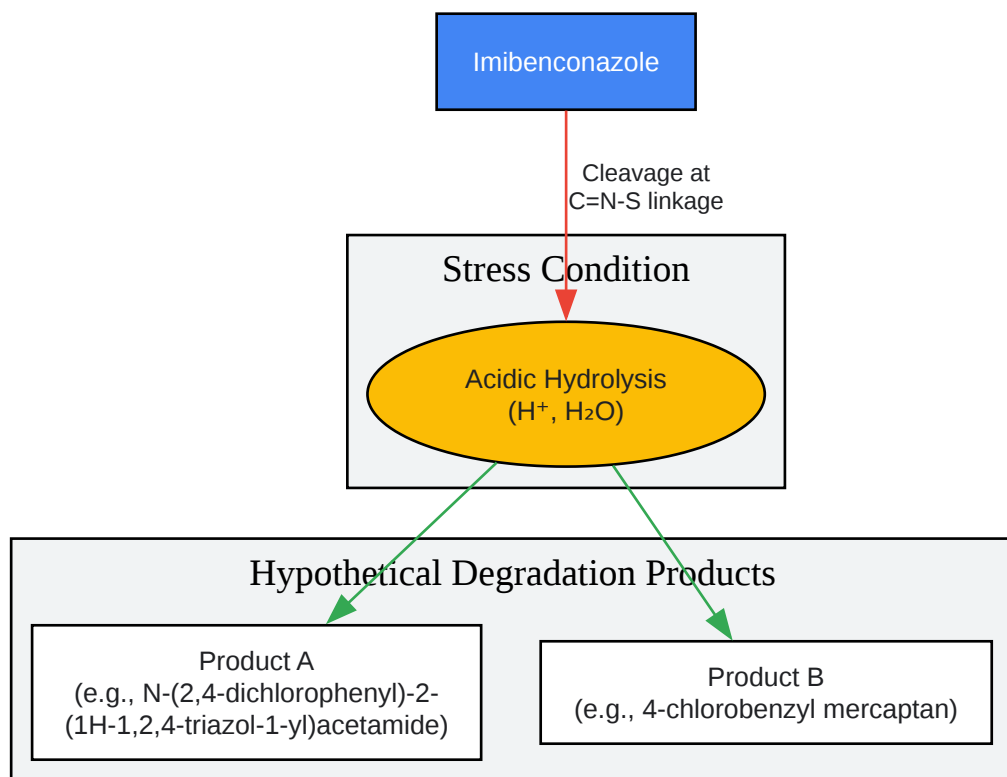 Imibenconazole
Cleavage at
C=N-S linkage
Stress Condition
Acidic Hydrolysis
(H⁺, H₂O)
Hypothetical Degradation Products
Product A
(e.g., N-(2,4-dichlorophenyl)-2-
(1H-1,2,4-triazol-1-yl)acetamide)
Product B
(e.g., 4-chlorobenzyl mercaptan)